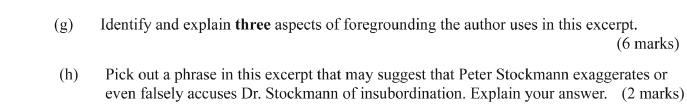 (g) Identify and explain three aspects of foregrounding the author uses in this excerpt.
(6 marks)
(h) Pick out a phrase in this excerpt that may suggest that Peter Stockmann exaggerates or
even falsely accuses Dr. Stockmann of insubordination. Explain your answer. (2 marks)